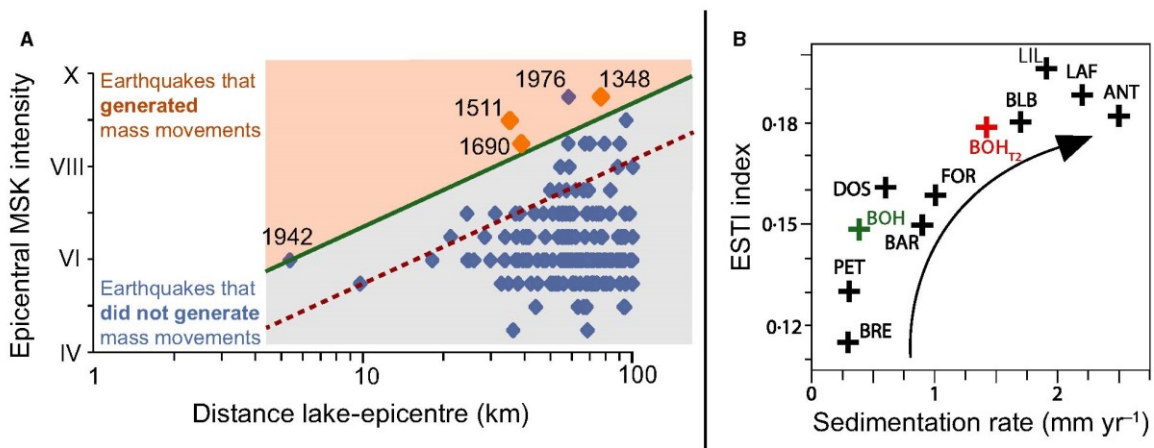 A
Epicentral MSK intensity
X
VIII
VI
IV
Earthquakes that
generated
mass movements
1976
1348
1511
1690
1942
Earthquakes that
did not generate
mass movements
1
10
100
Distance lake-epicentre (km)
B
ESTI index
0·18
0·15
0·12
LIL
LAF
ANT
BLB
BOHT2
DOS
FOR
BOH
BAR
PET
BRE
0
1
2
Sedimentation rate (mm yr⁻¹)